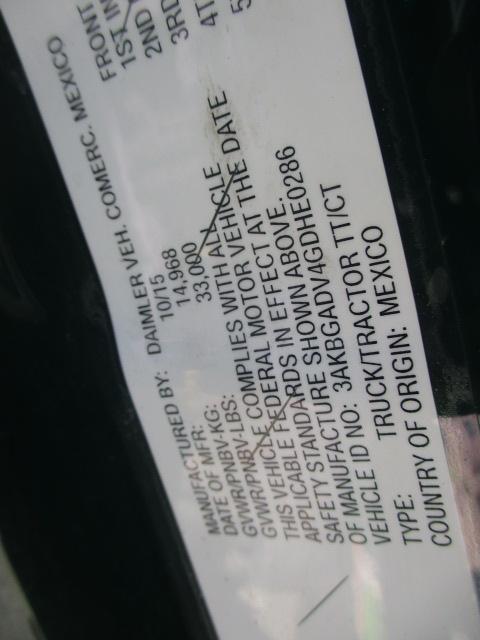 MANUFACTURED BY: DAIMLER VEH. COMERC. MEXICO
DATE OF MFR: 10/15
GVWR/PNBV-KG: 14,968
GVWR/PNBV-LBS: 33,000
THIS VEHICLE COMPLIES WITH ALL
APPLICABLE FEDERAL MOTOR VEHICLE
SAFETY STANDARDS IN EFFECT AT THE DATE
OF MANUFACTURE SHOWN ABOVE.
VEHICLE ID NO: 3AKBGADV4GDHE0286
TYPE: TRUCK/TRACTOR TT/CT
COUNTRY OF ORIGIN: MEXICO
FRONT
1ST
2ND
3RD